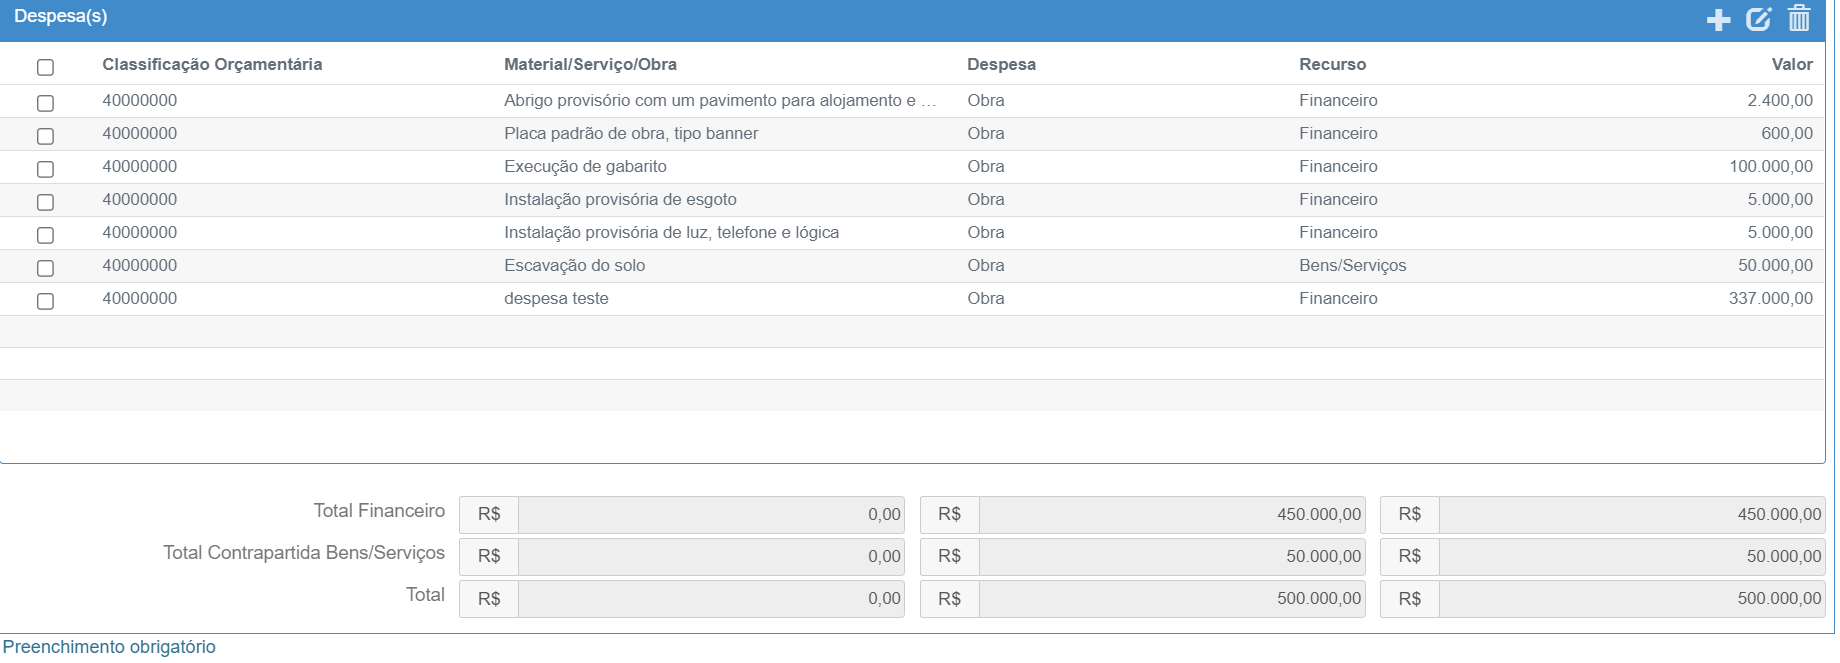 Despesa(s)
Classificação Orçamentária Material/Serviço/Obra Despesa Recurso Valor
40000000 Abrigo provisório com um pavimento para alojamento e … Obra Financeiro 2.400,00
40000000 Placa padrão de obra, tipo banner Obra Financeiro 600,00
40000000 Execução de gabarito Obra Financeiro 100.000,00
40000000 Instalação provisória de esgoto Obra Financeiro 5.000,00
40000000 Instalação provisória de luz, telefone e lógica Obra Financeiro 5.000,00
40000000 Escavação do solo Obra Bens/Serviços 50.000,00
40000000 despesa teste Obra Financeiro 337.000,00
Total Financeiro R$ 0,00 R$ 450.000,00 R$ 450.000,00
Total Contrapartida Bens/Serviços R$ 0,00 R$ 50.000,00 R$ 50.000,00
Total R$ 0,00 R$ 500.000,00 R$ 500.000,00
Preenchimento obrigatório